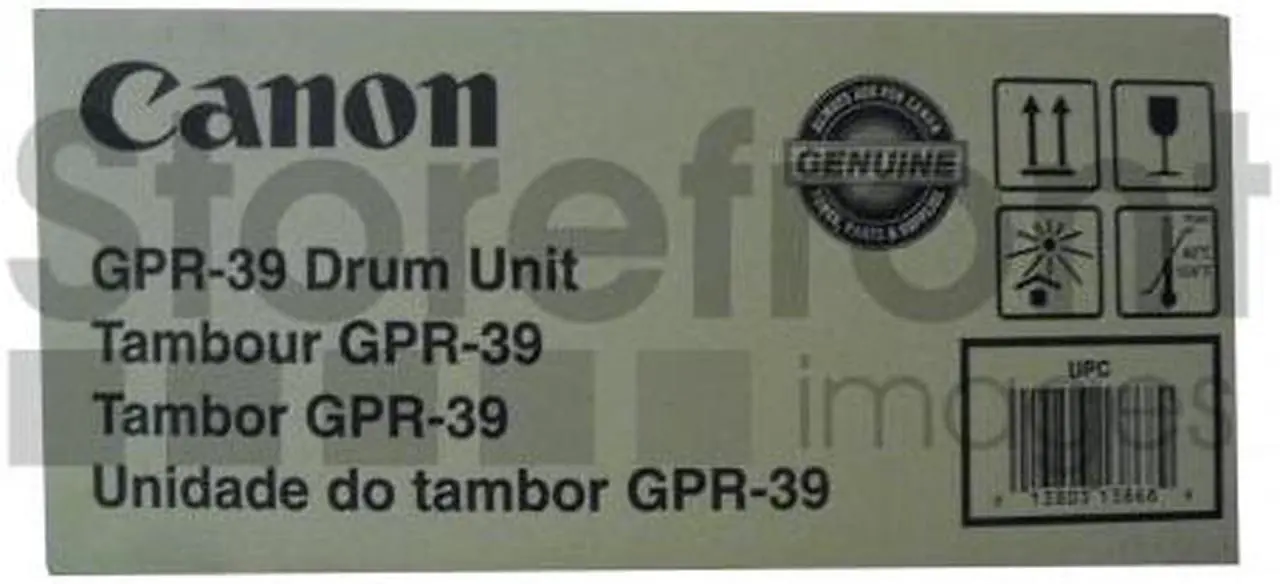 Canon
GENUINE
GPR-39 Drum Unit
Tambour GPR-39
Tambor GPR-39
Unidade do tambor GPR-39
UPC
Storefront
images